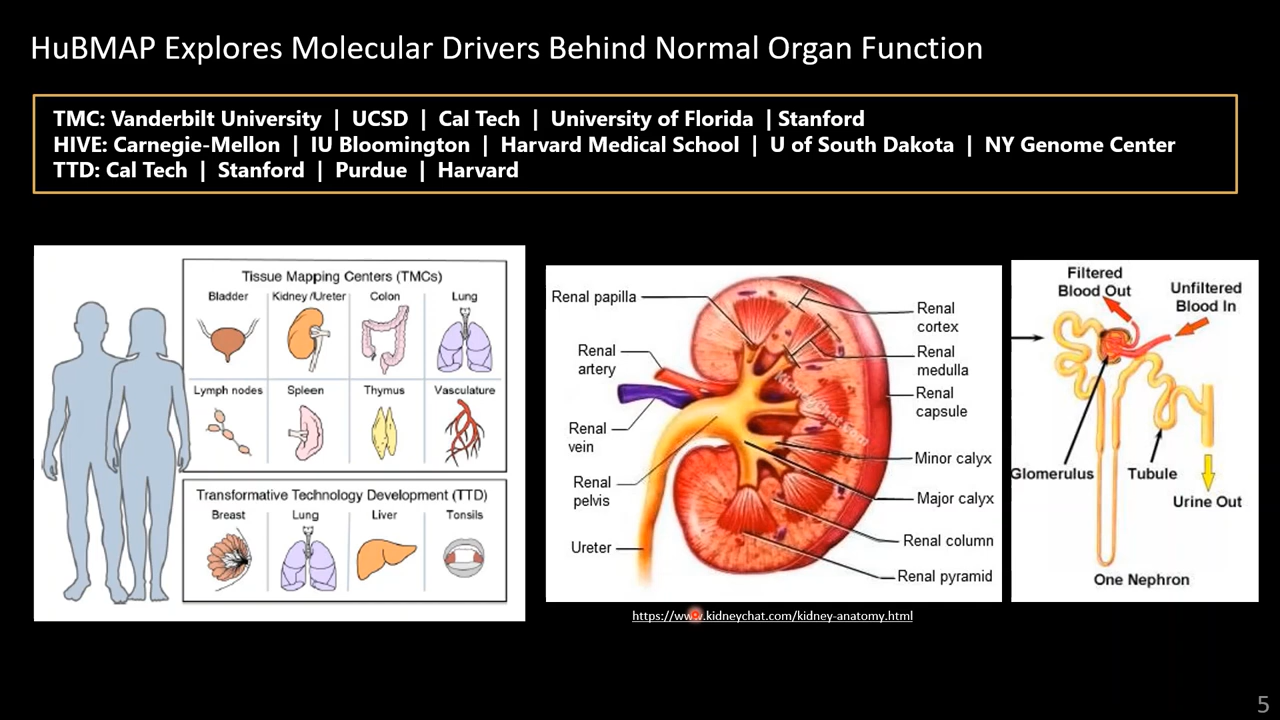 HuBMAP Explores Molecular Drivers Behind Normal Organ Function
TMC: Vanderbilt University | UCSD | Cal Tech | University of Florida | Stanford
HIVE: Carnegie-Mellon | IU Bloomington | Harvard Medical School | U of South Dakota | NY Genome Center
TTD: Cal Tech | Stanford | Purdue | Harvard
Tissue Mapping Centers (TMCs)
Bladder
Kidney/Ureter
Colon
Lung
Lymph nodes
Spleen
Thymus
Vasculature
Transformative Technology Development (TTD)
Breast
Lung
Liver
Tonsils
Renal papilla
Renal
artery
Renal
vein
Renal
pelvis
Ureter
Renal
cortex
Renal
medulla
Renal
capsule
Minor calyx
Major calyx
Renal column
Renal pyramid
KidneyChat.com
https://www.kidneychat.com/kidney-anatomy.html
Filtered
Blood Out
Unfiltered
Blood In
Glomerulus
Tubule
Urine Out
One Nephron
5